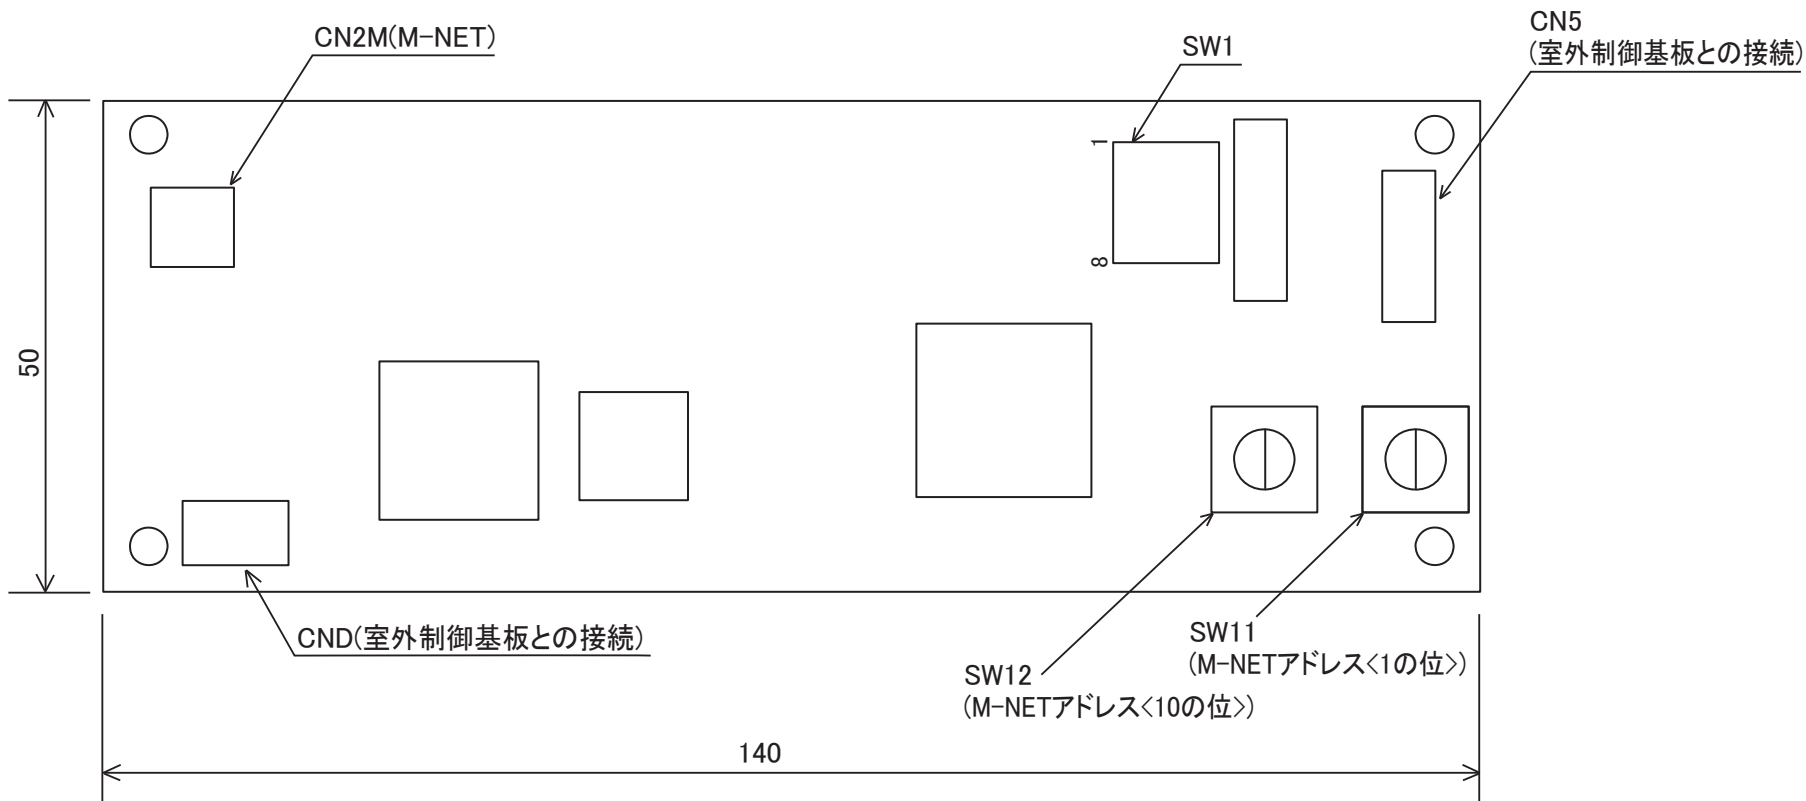 CN2M(M-NET)
SW1
CN5
(室外制御基板との接続)
1
8
50
CND(室外制御基板との接続)
SW11
(M-NETアドレス<1の位>)
SW12
(M-NETアドレス<10の位>)
140